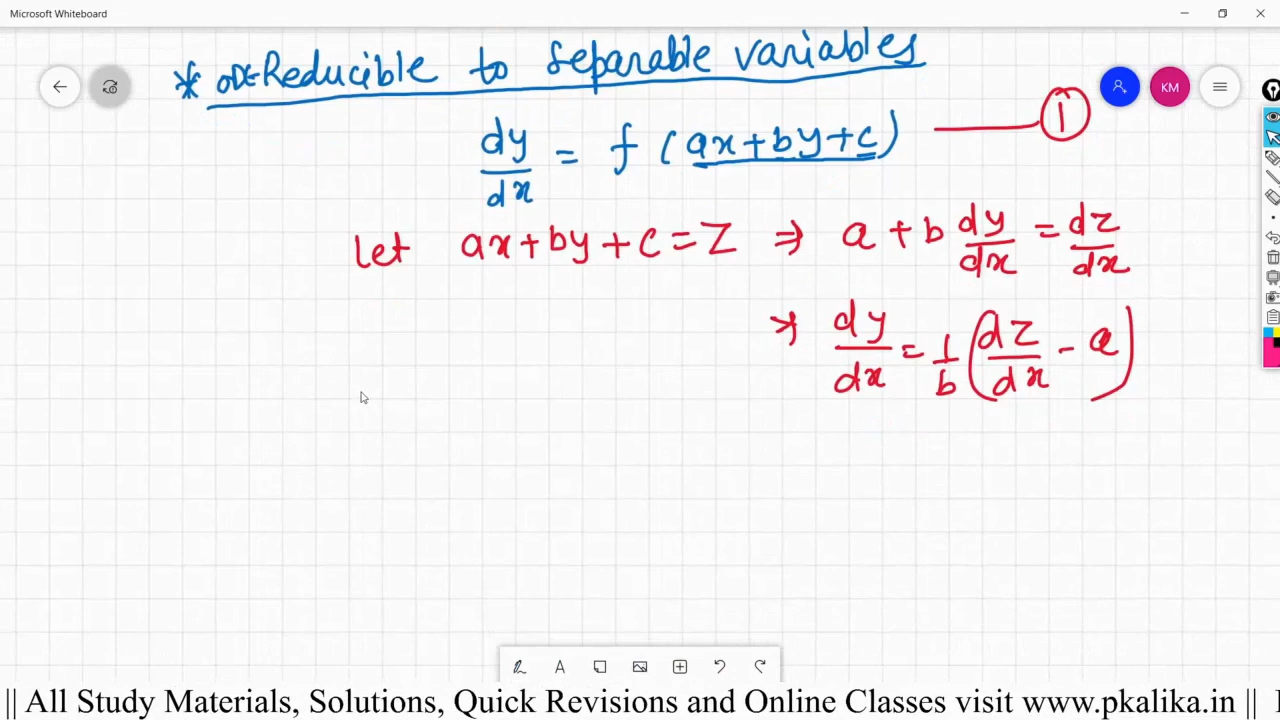 Microsoft Whiteboard
* ODE Reducible to Separable variables
dy/dx = f (ax+by+c) —— ①
KM
let ax+by+c=Z ⇒ a+b dy/dx = dz/dx
⇒ dy/dx = 1/b (dz/dx - a)
|| All Study Materials, Solutions, Quick Revisions and Online Classes visit www.pkalika.in ||